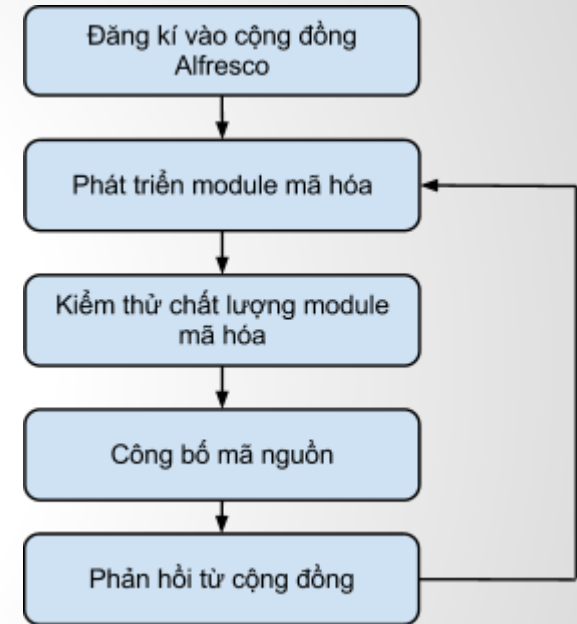 Đăng kí vào cộng đồng
Alfresco
Phát triển module mã hóa
Kiểm thử chất lượng module
mã hóa
Công bố mã nguồn
Phản hồi từ cộng đồng